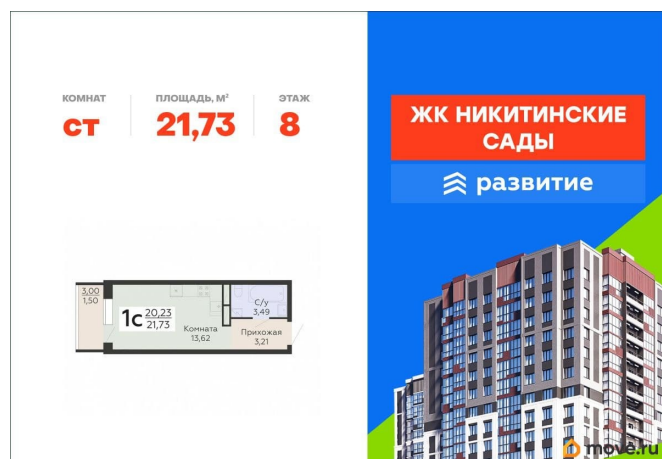 КОМНАТ
ПЛОЩАДЬ, М²
ЭТАЖ
ст
21,73
8
ЖК НИКИТИНСКИЕ
САДЫ
развитие
3,00
1,50
1с
20,23
21,73
Комната
13,62
С/у
3,49
Прихожая
3,21
move.ru